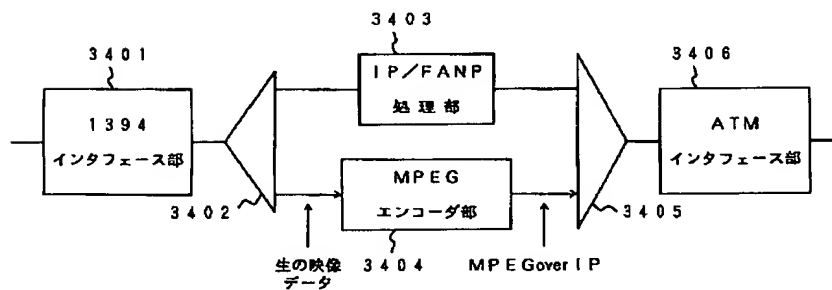 3403
3401
IP/FANP
処理部
3406
1394
インタフェース部
ATM
インタフェース部
MPEG
エンコーダ部
3402
3405
生の映像
データ
3404
MPEGover IP